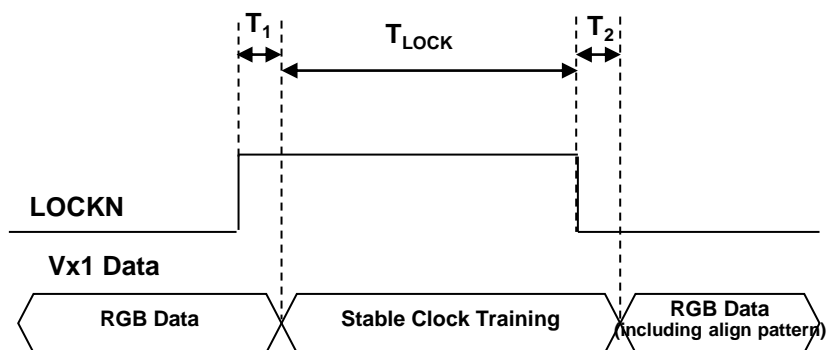 T1
TLOCK
T2
LOCKN
Vx1 Data
RGB Data
Stable Clock Training
RGB Data
(including align pattern)